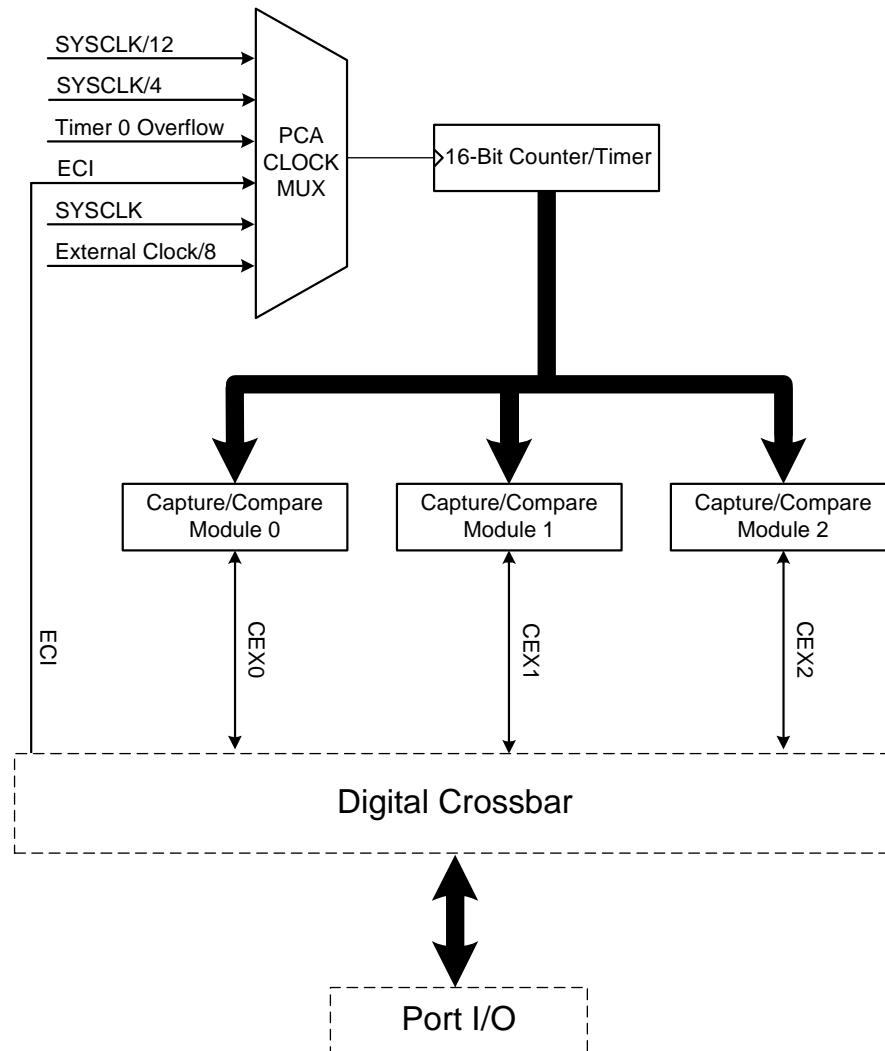 SYSCLK/12
SYSCLK/4
Timer 0 Overflow
ECI
SYSCLK
External Clock/8
PCA
CLOCK
MUX
16-Bit Counter/Timer
Capture/Compare
Module 0
Capture/Compare
Module 1
Capture/Compare
Module 2
ECI
CEX0
CEX1
CEX2
Digital Crossbar
Port I/O